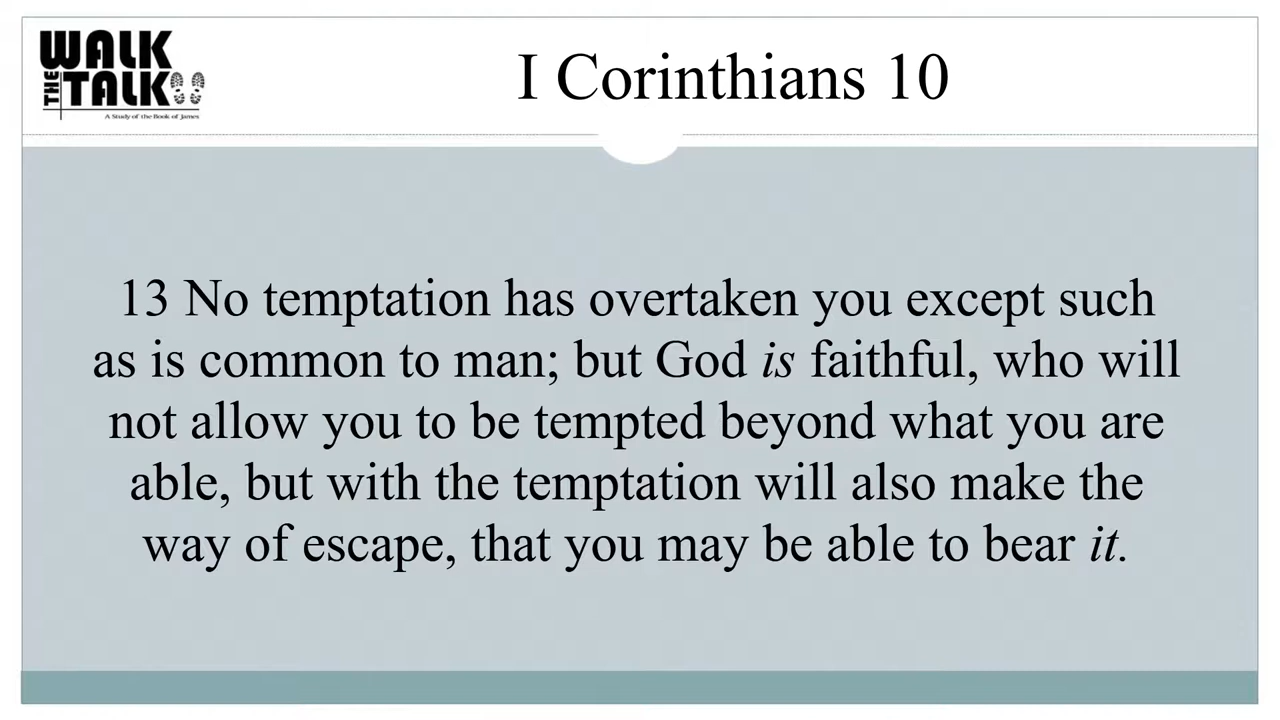 WALK
THE
TALK
A Study of the Book of James
I Corinthians 10
13 No temptation has overtaken you except such
as is common to man; but God is faithful, who will
not allow you to be tempted beyond what you are
able, but with the temptation will also make the
way of escape, that you may be able to bear it.